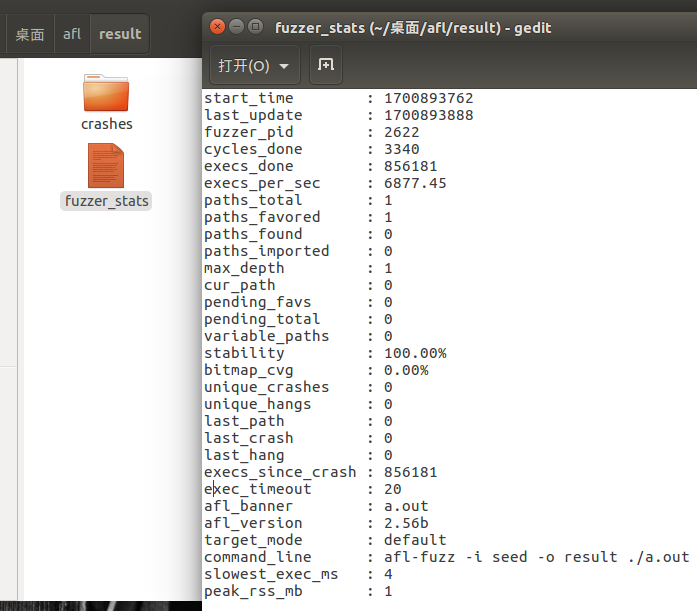 桌面 afl result
crashes
fuzzer_stats
fuzzer_stats (~/桌面/afl/result) - gedit
打开(O)
start_time : 1700893762
last_update : 1700893888
fuzzer_pid : 2622
cycles_done : 3340
execs_done : 856181
execs_per_sec : 6877.45
paths_total : 1
paths_favored : 1
paths_found : 0
paths_imported : 0
max_depth : 1
cur_path : 0
pending_favs : 0
pending_total : 0
variable_paths : 0
stability : 100.00%
bitmap_cvg : 0.00%
unique_crashes : 0
unique_hangs : 0
last_path : 0
last_crash : 0
last_hang : 0
execs_since_crash : 856181
exec_timeout : 20
afl_banner : a.out
afl_version : 2.56b
target_mode : default
command_line : afl-fuzz -i seed -o result ./a.out
slowest_exec_ms : 4
peak_rss_mb : 1